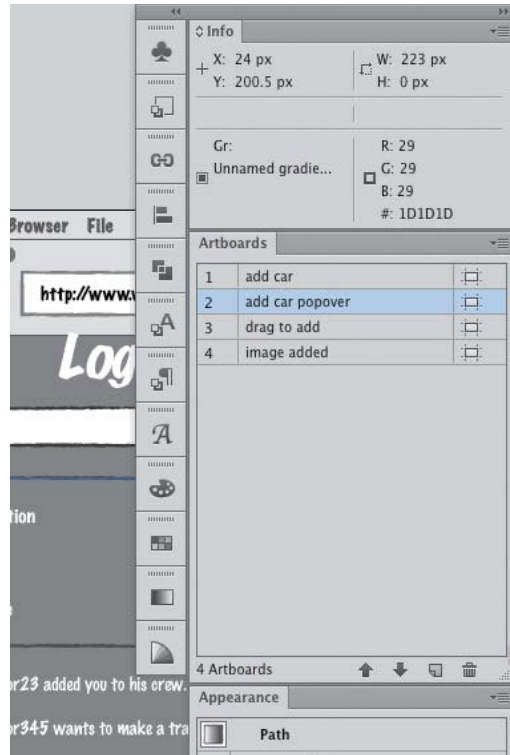 Info
X: 24 px
Y: 200.5 px
W: 223 px
H: 0 px
Gr:
Unnamed gradie...
R: 29
G: 29
B: 29
#: 1D1D1D
Browser File
http://www.
Log
tion
r23 added you to his crew.
or345 wants to make a tra
Artboards
1 add car
2 add car popover
3 drag to add
4 image added
4 Artboards
Appearance
Path